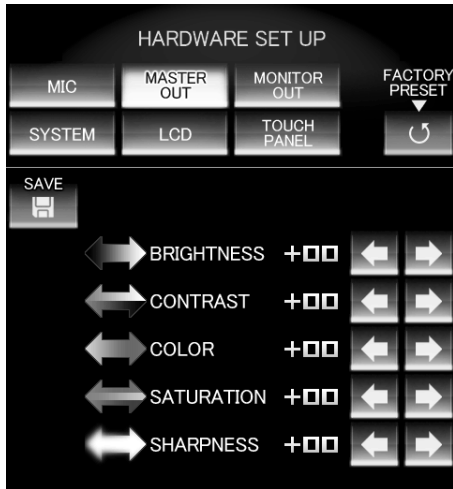 HARDWARE SET UP
MIC
MASTER
OUT
MONITOR
OUT
FACTORY
PRESET
SYSTEM
LCD
TOUCH
PANEL
SAVE
BRIGHTNESS +00
CONTRAST +00
COLOR +00
SATURATION +00
SHARPNESS +00